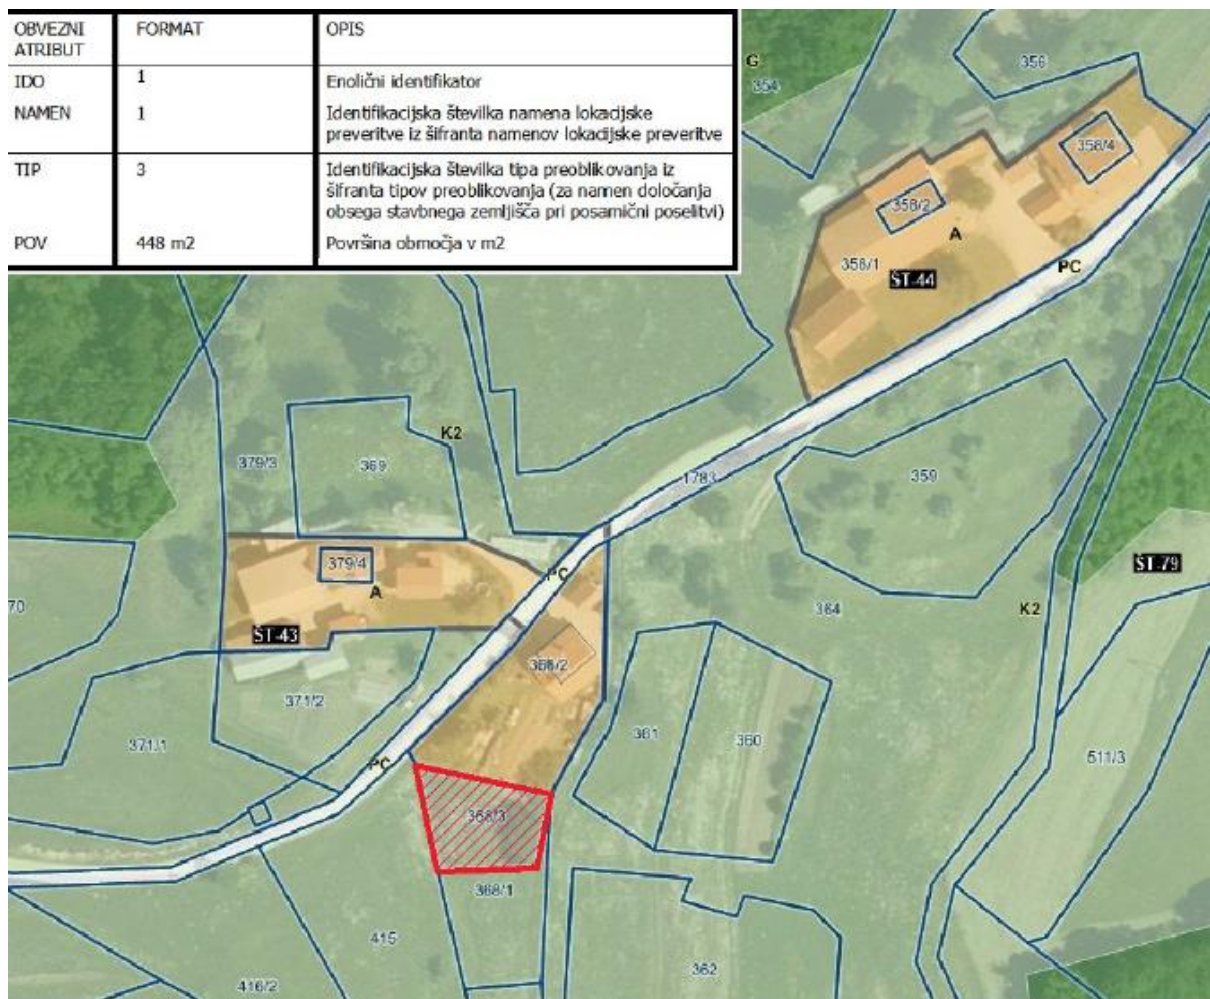 OBVEZNI ATRIBUT FORMAT OPIS
IDO 1 Enolični identifikator
NAMEN 1 Identifikacijska številka namena lokacijske
preveritve iz šifranta namenov lokacijske preveritve
TIP 3 Identifikacijska številka tipa preoblikovanja iz
šifranta tipov preoblikovanja (za namen določanja
obsega stavbnega zemljišča pri posamični poselitvi)
POV 448 m2 Površina območja v m2
G
354
356
358/4
358/2
A
358/1
ŠT-44
PC
K2
379/3
369
1783
359
379/4
A
PC
ŠT-79
70
364
K2
ŠT-43
368/2
371/2
371/1
361
360
PC
511/3
368/3
368/1
415
362
416/2